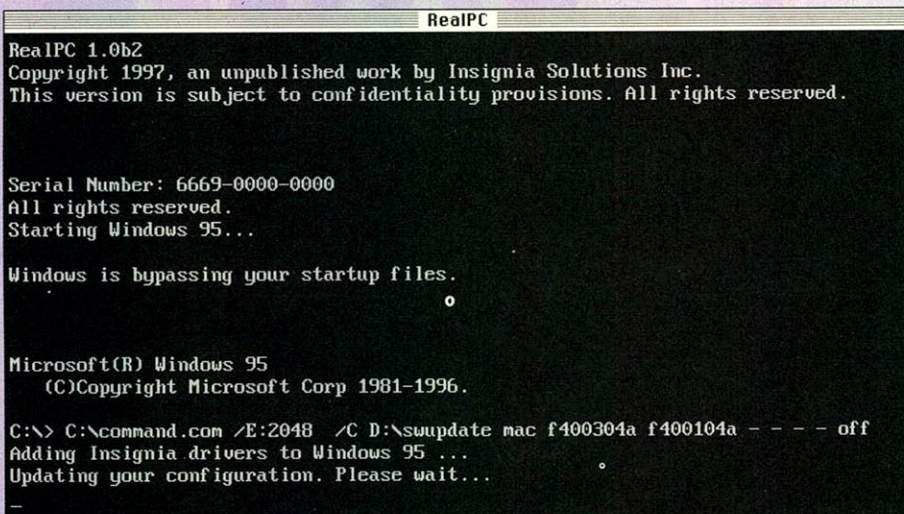 RealPC
RealPC 1.0b2
Copyright 1997, an unpublished work by Insignia Solutions Inc.
This version is subject to confidentiality provisions. All rights reserved.
Serial Number: 6669-0000-0000
All rights reserved.
Starting Windows 95...
Windows is bypassing your startup files.
Microsoft(R) Windows 95
(C)Copyright Microsoft Corp 1981-1996.
C:\> C:\command.com /E:2048 /C D:\swupdate mac f400304a f400104a - - - - off
Adding Insignia drivers to Windows 95 ...
Updating your configuration. Please wait...
_